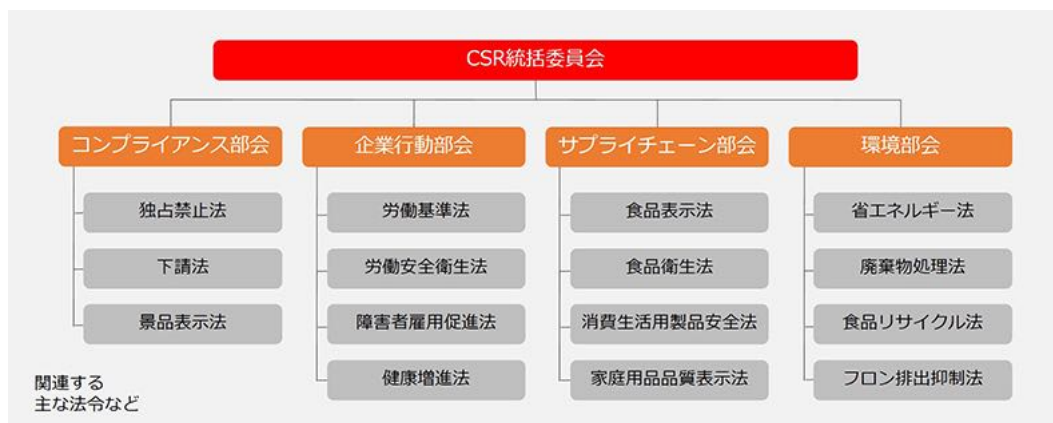 CSR統括委員会
コンプライアンス部会
独占禁止法
下請法
景品表示法
企業行動部会
労働基準法
労働安全衛生法
障害者雇用促進法
健康増進法
サプライチェーン部会
食品表示法
食品衛生法
消費生活用製品安全法
家庭用品品質表示法
環境部会
省エネルギー法
廃棄物処理法
食品リサイクル法
フロン排出抑制法
関連する
主な法令など